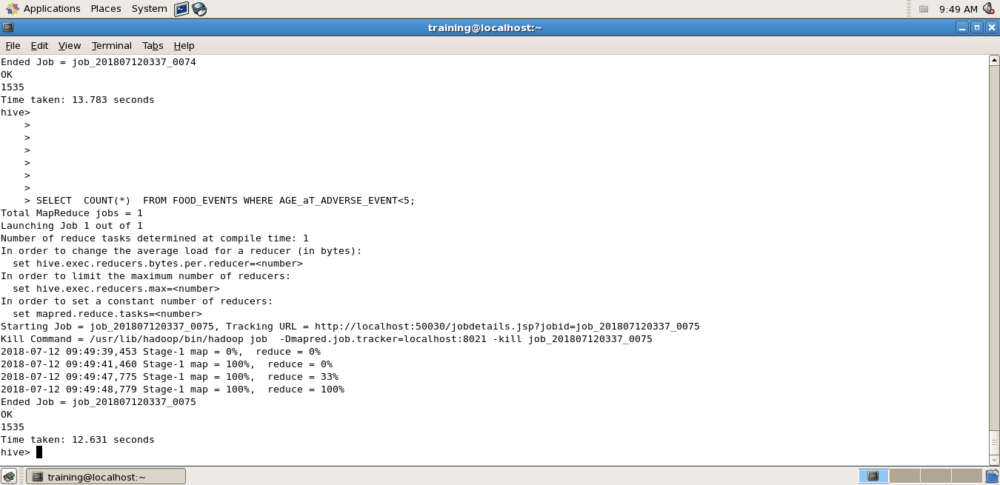 Applications Places System 9:49 AM
training@localhost:~
File Edit View Terminal Tabs Help
Ended Job = job_201807120337_0074
OK
1535
Time taken: 13.783 seconds
hive>
    >
    >
    >
    >
    >
    >
    > SELECT  COUNT(*)  FROM FOOD_EVENTS WHERE AGE_aT_ADVERSE_EVENT<5;
Total MapReduce jobs = 1
Launching Job 1 out of 1
Number of reduce tasks determined at compile time: 1
In order to change the average load for a reducer (in bytes):
  set hive.exec.reducers.bytes.per.reducer=<number>
In order to limit the maximum number of reducers:
  set hive.exec.reducers.max=<number>
In order to set a constant number of reducers:
  set mapred.reduce.tasks=<number>
Starting Job = job_201807120337_0075, Tracking URL = http://localhost:50030/jobdetails.jsp?jobid=job_201807120337_0075
Kill Command = /usr/lib/hadoop/bin/hadoop job  -Dmapred.job.tracker=localhost:8021 -kill job_201807120337_0075
2018-07-12 09:49:39,453 Stage-1 map = 0%,  reduce = 0%
2018-07-12 09:49:41,460 Stage-1 map = 100%,  reduce = 0%
2018-07-12 09:49:47,775 Stage-1 map = 100%,  reduce = 33%
2018-07-12 09:49:48,779 Stage-1 map = 100%,  reduce = 100%
Ended Job = job_201807120337_0075
OK
1535
Time taken: 12.631 seconds
hive>
training@localhost:~